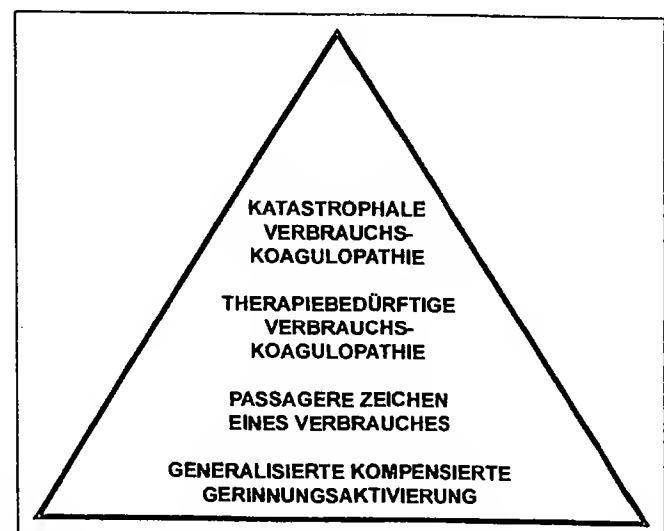 KATASTROPHALE
VERBRAUCHS-
KOAGULOPATHIE
THERAPIEBEDÜRFTIGE
VERBRAUCHS-
KOAGULOPATHIE
PASSAGERE ZEICHEN
EINES VERBRAUCHES
GENERALISIERTE KOMPENSIERTE
GERINNUNGSAKTIVIERUNG